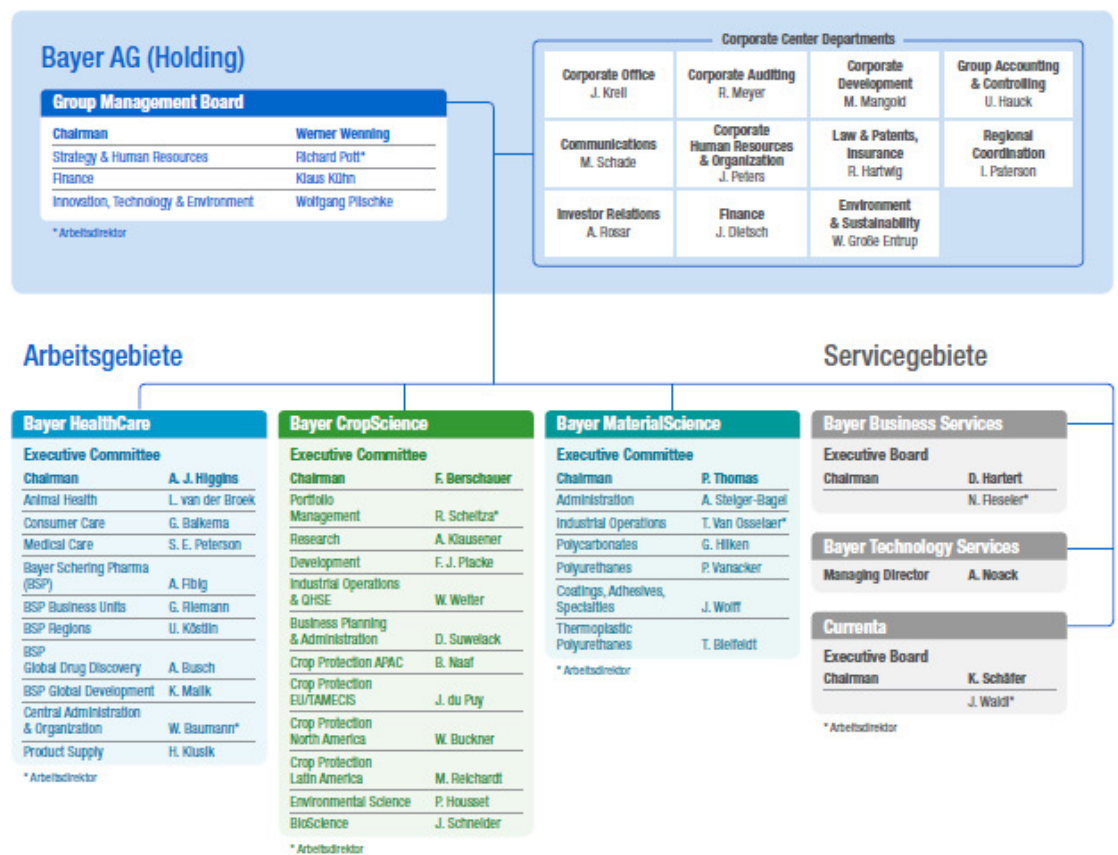 Bayer AG (Holding)
Group Management Board
Chairman Werner Wenning
Strategy & Human Resources Richard Pott*
Finance Klaus Kühn
Innovation, Technology & Environment Wolfgang Plischke
* Arbeitsdirektor
Corporate Center Departments
Corporate Office
J. Krell
Corporate Auditing
R. Meyer
Corporate
Development
M. Mangold
Group Accounting
& Controlling
U. Hauck
Communications
M. Schade
Corporate
Human Resources
& Organization
J. Peters
Law & Patents,
Insurance
R. Hartwig
Regional
Coordination
I. Paterson
Investor Relations
A. Rosar
Finance
J. Dietsch
Environment
& Sustainability
W. Große Entrup
Arbeitsgebiete
Servicegebiete
Bayer HealthCare
Executive Committee
Chairman A. J. Higgins
Animal Health L. van der Broek
Consumer Care G. Balkema
Medical Care S. E. Peterson
Bayer Schering Pharma
(BSP) A. Fibig
BSP Business Units G. Riemann
BSP Regions U. Köstlin
BSP
Global Drug Discovery A. Busch
BSP Global Development K. Malik
Central Administration
& Organization W. Baumann*
Product Supply H. Klusik
* Arbeitsdirektor
Bayer CropScience
Executive Committee
Chairman F. Berschauer
Portfolio
Management R. Scheitza*
Research A. Klausener
Development F. J. Placke
Industrial Operations
& QHSE W. Welter
Business Planning
& Administration D. Suwelack
Crop Protection APAC B. Naaf
Crop Protection
EU/TAMECIS J. du Puy
Crop Protection
North America W. Buckner
Crop Protection
Latin America M. Reichardt
Environmental Science P. Housset
BioScience J. Schneider
* Arbeitsdirektor
Bayer MaterialScience
Executive Committee
Chairman P. Thomas
Administration A. Steiger-Bagel
Industrial Operations T. Van Osselaer*
Polycarbonates G. Hilken
Polyurethanes P. Vanacker
Coatings, Adhesives,
Specialties J. Wolff
Thermoplastic
Polyurethanes T. Bielfeldt
* Arbeitsdirektor
Bayer Business Services
Executive Board
Chairman D. Hartert
N. Fieseler*
Bayer Technology Services
Managing Director A. Noack
Currenta
Executive Board
Chairman K. Schäfer
J. Waldi*
* Arbeitsdirektor